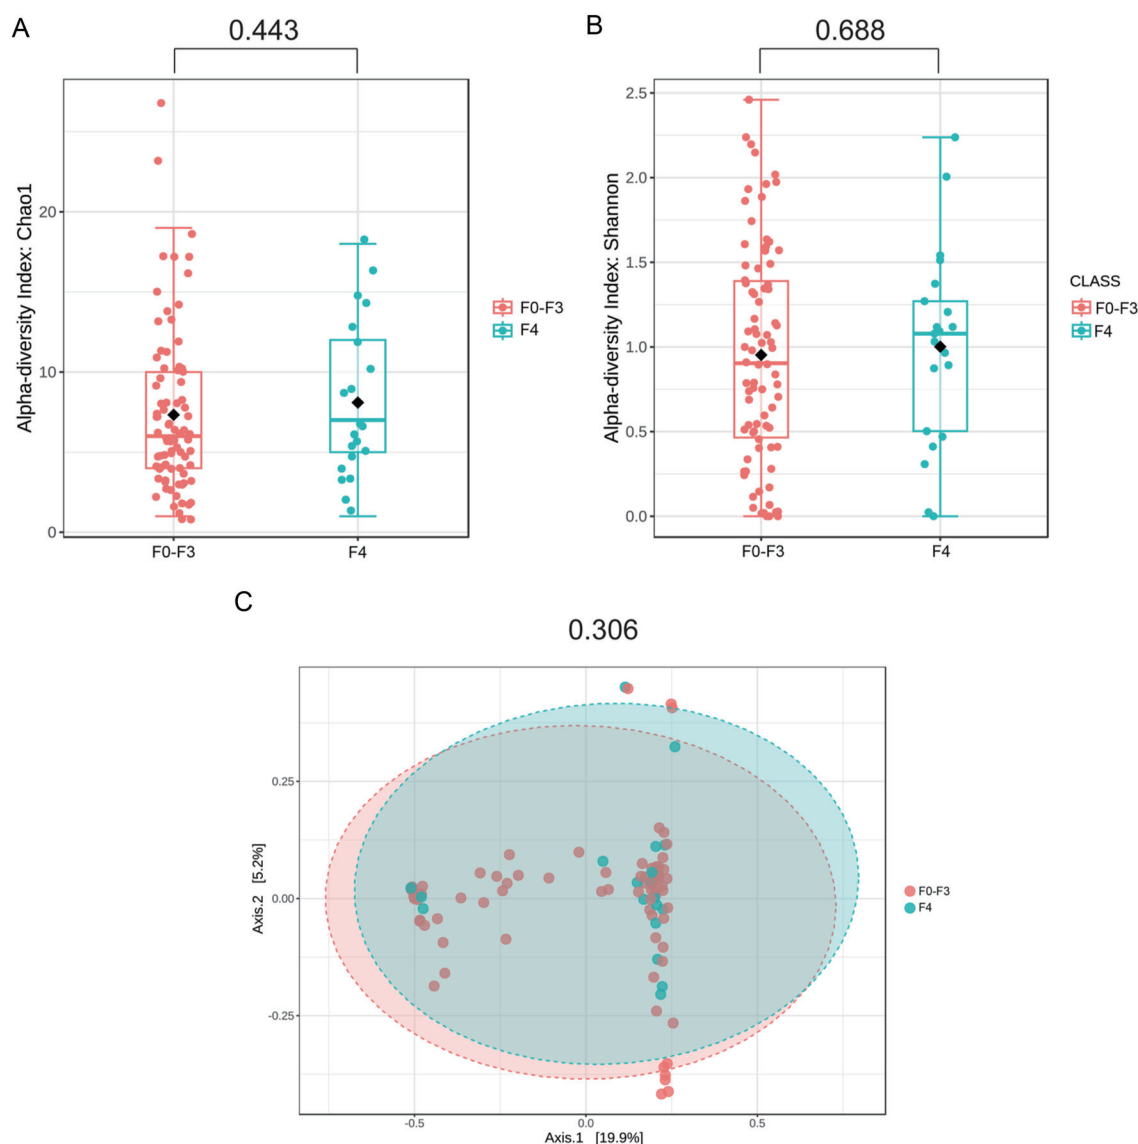 A
0.443
Alpha-diversity Index: Chao1
20
10
0
F0-F3
F4
F0-F3
F4
B
0.688
Alpha-diversity Index: Shannon
2.5
2.0
1.5
1.0
0.5
0.0
F0-F3
F4
CLASS
F0-F3
F4
C
0.306
Axis.2 [5.2%]
0.25
0.00
-0.25
-0.5
0.0
0.5
Axis.1 [19.9%]
F0-F3
F4